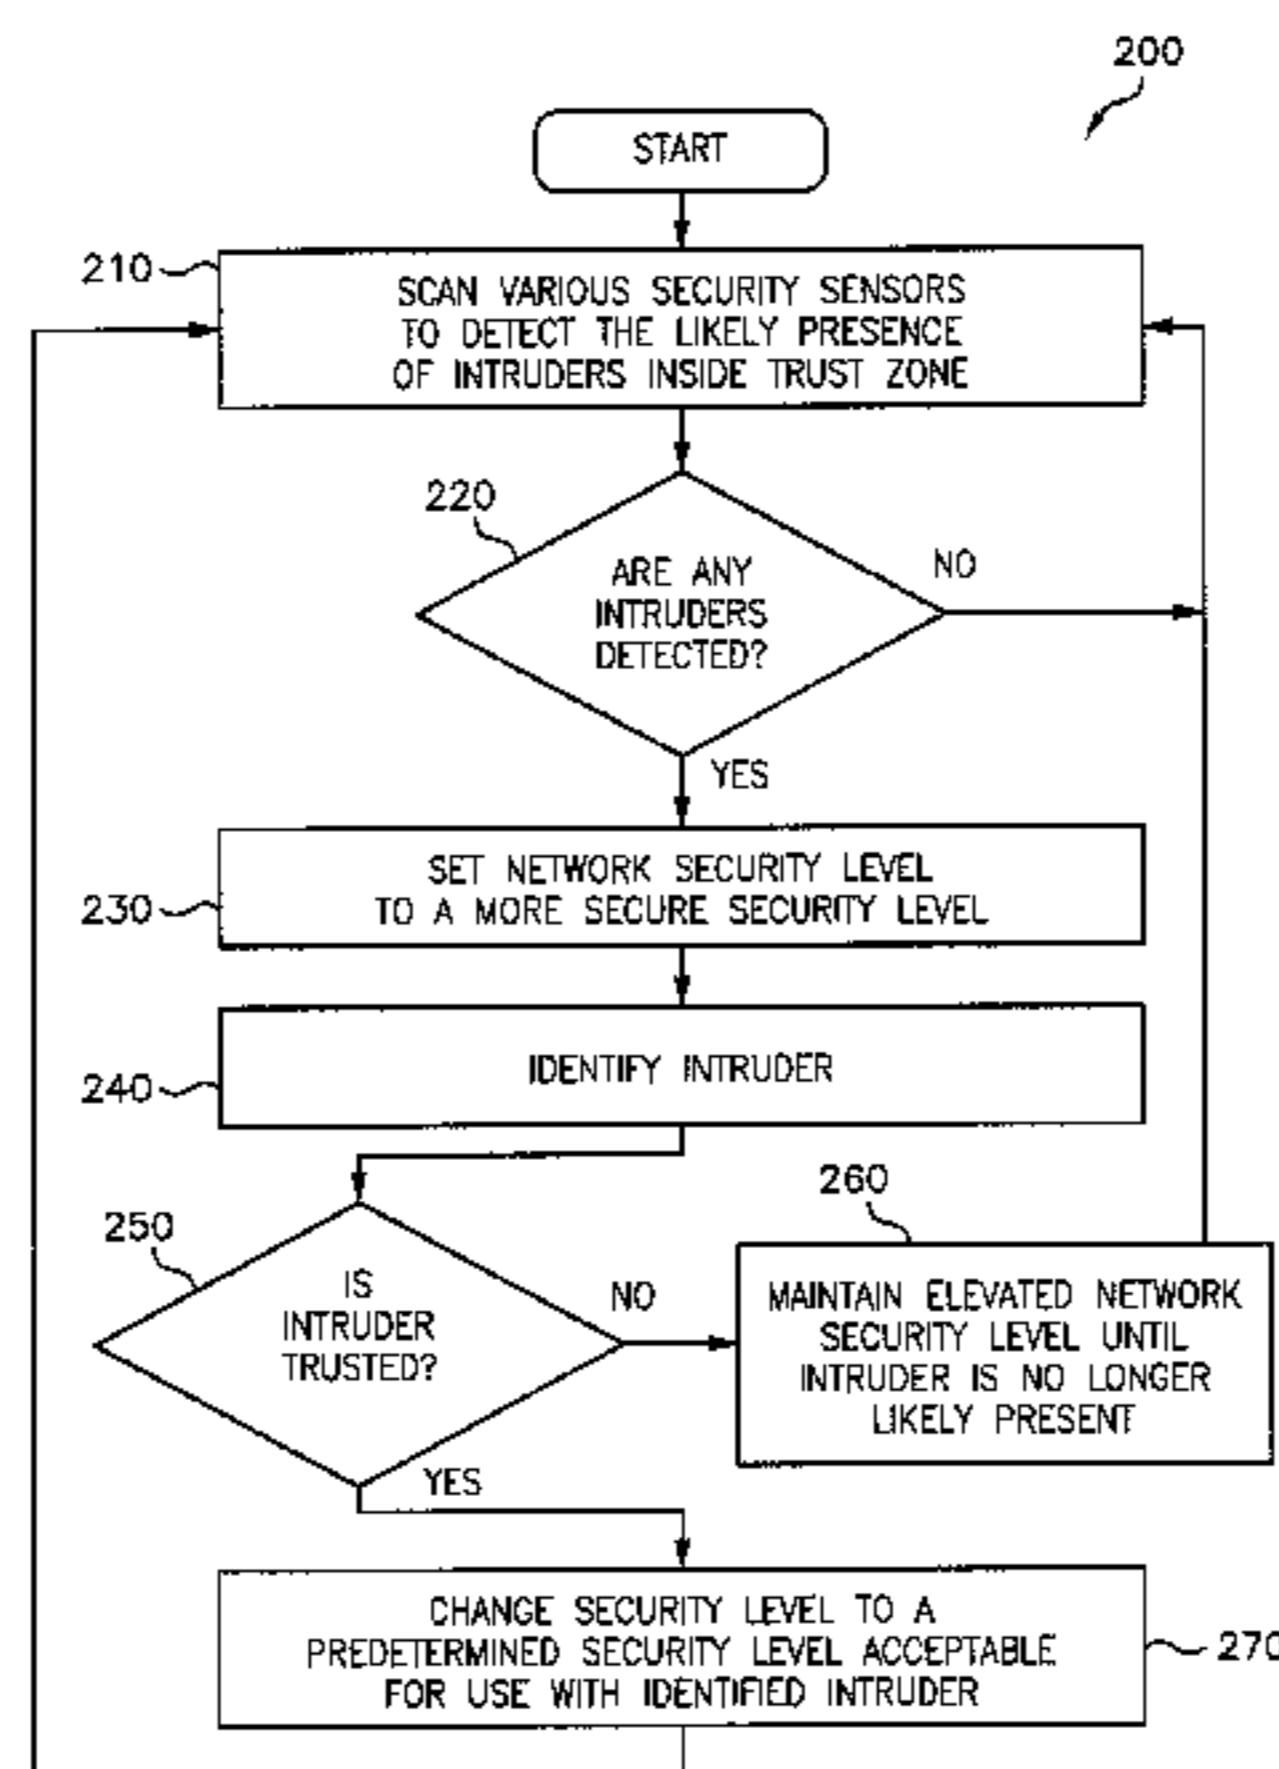 200
START
210
SCAN VARIOUS SECURITY SENSORS
TO DETECT THE LIKELY PRESENCE
OF INTRUDERS INSIDE TRUST ZONE
220
ARE ANY
INTRUDERS
DETECTED?
NO
YES
230
SET NETWORK SECURITY LEVEL
TO A MORE SECURE SECURITY LEVEL
240
IDENTIFY INTRUDER
250
IS
INTRUDER
TRUSTED?
NO
260
MAINTAIN ELEVATED NETWORK
SECURITY LEVEL UNTIL
INTRUDER IS NO LONGER
LIKELY PRESENT
YES
CHANGE SECURITY LEVEL TO A
PREDETERMINED SECURITY LEVEL ACCEPTABLE
FOR USE WITH IDENTIFIED INTRUDER
270